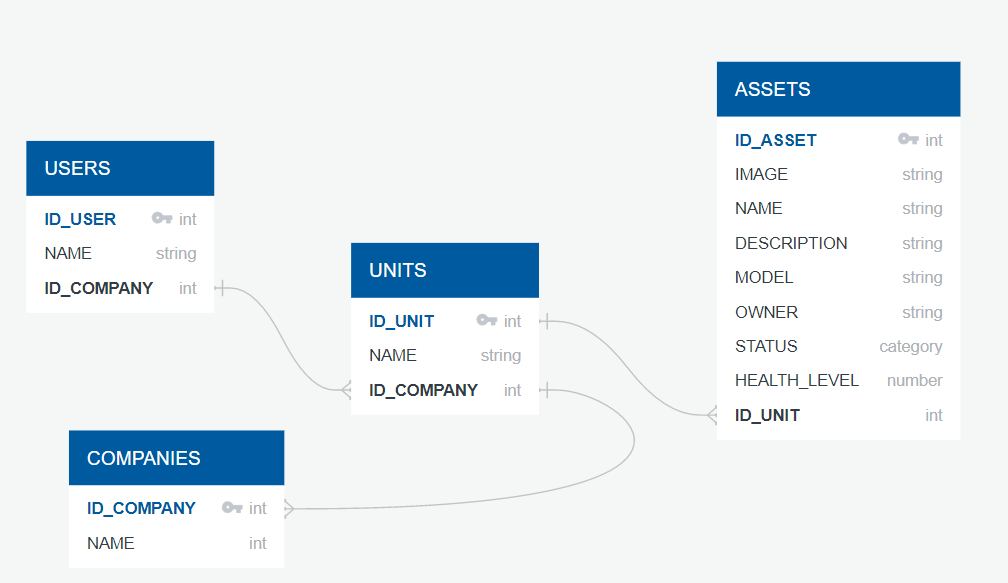 USERS
ID_USER int
NAME string
ID_COMPANY int
UNITS
ID_UNIT int
NAME string
ID_COMPANY int
COMPANIES
ID_COMPANY int
NAME int
ASSETS
ID_ASSET int
IMAGE string
NAME string
DESCRIPTION string
MODEL string
OWNER string
STATUS category
HEALTH_LEVEL number
ID_UNIT int